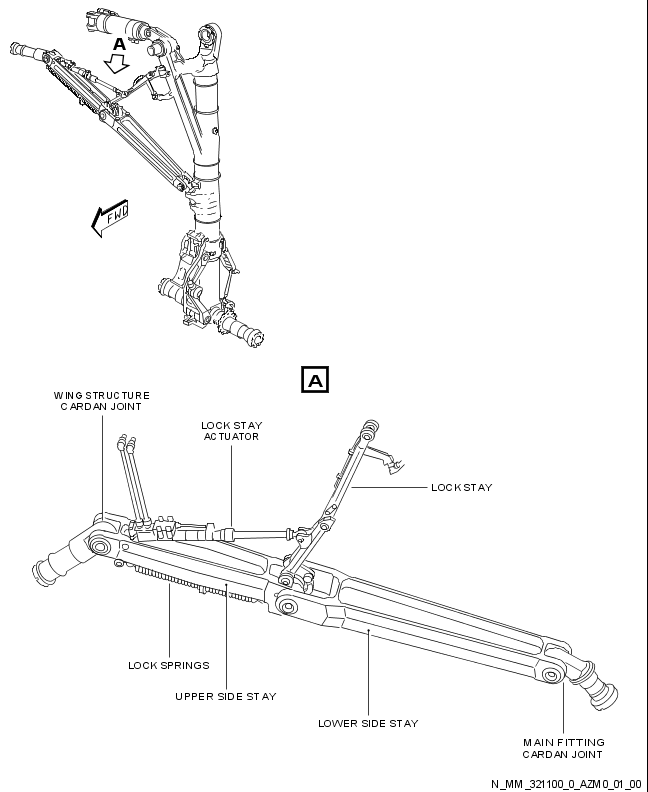 A
FWD
A
WING STRUCTURE
CARDAN JOINT
LOCK STAY
ACTUATOR
LOCK STAY
LOCK SPRINGS
UPPER SIDE STAY
LOWER SIDE STAY
MAIN FITTING
CARDAN JOINT
N_MM_321100_0_AZM0_01_00